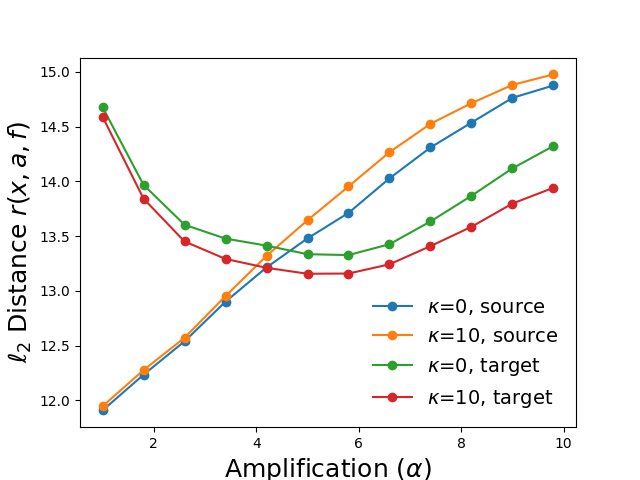 15.0
14.5
14.0
13.5
13.0
12.5
12.0
ℓ₂ Distance r(x, a, f)
κ=0, source
κ=10, source
κ=0, target
κ=10, target
2 4 6 8 10
Amplification (α)